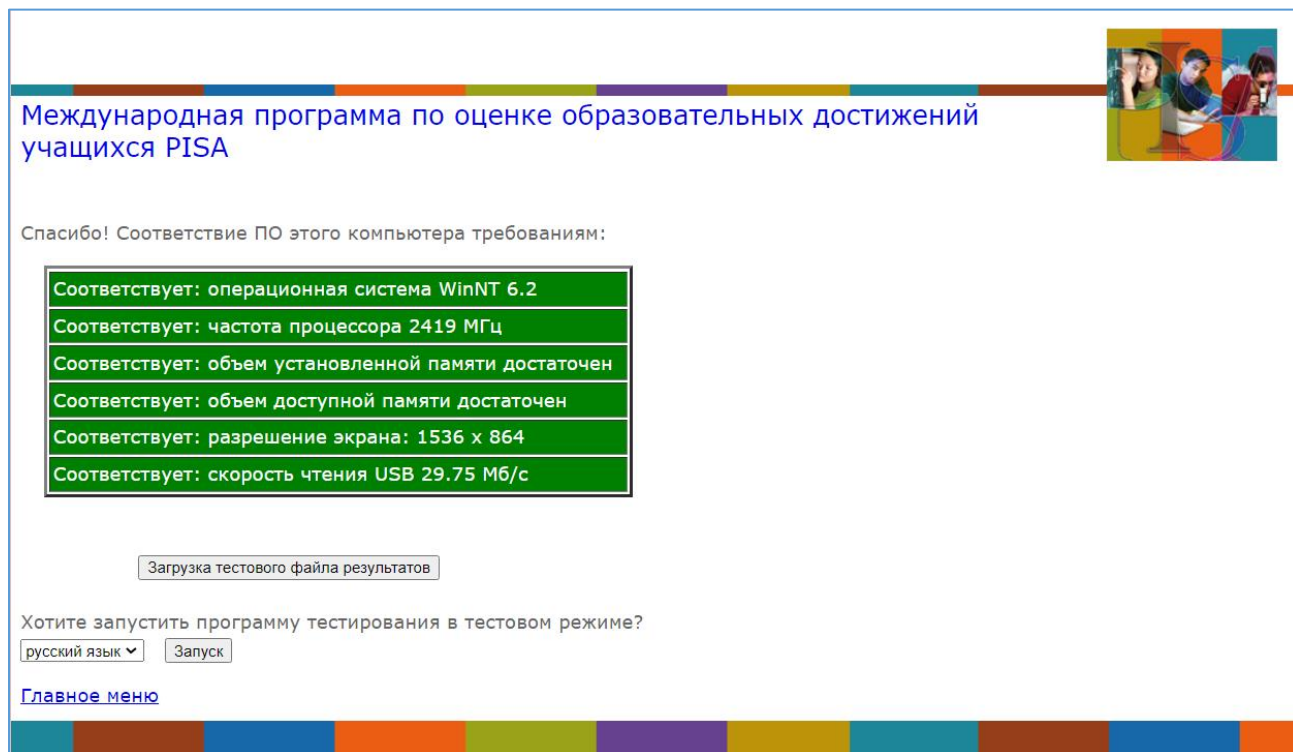 Международная программа по оценке образовательных достижений
учащихся PISA
Спасибо! Соответствие ПО этого компьютера требованиям:
Соответствует: операционная система WinNT 6.2
Соответствует: частота процессора 2419 МГц
Соответствует: объем установленной памяти достаточен
Соответствует: объем доступной памяти достаточен
Соответствует: разрешение экрана: 1536 x 864
Соответствует: скорость чтения USB 29.75 Мб/с
Загрузка тестового файла результатов
Хотите запустить программу тестирования в тестовом режиме?
русский язык Запуск
Главное меню